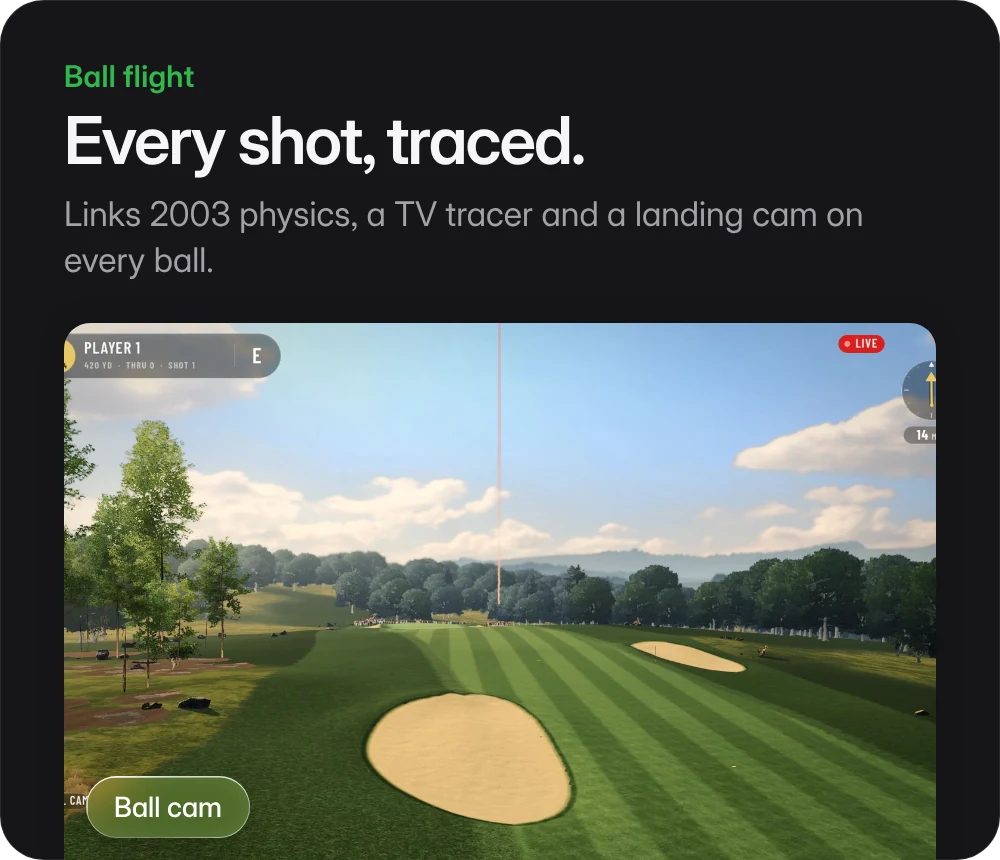 Ball flight
Every shot, traced.
Links 2003 physics, a TV tracer and a landing cam on
every ball.
PLAYER 1
E
420 YD · THRU 0 · SHOT 1
LIVE
14
CAM
Ball cam